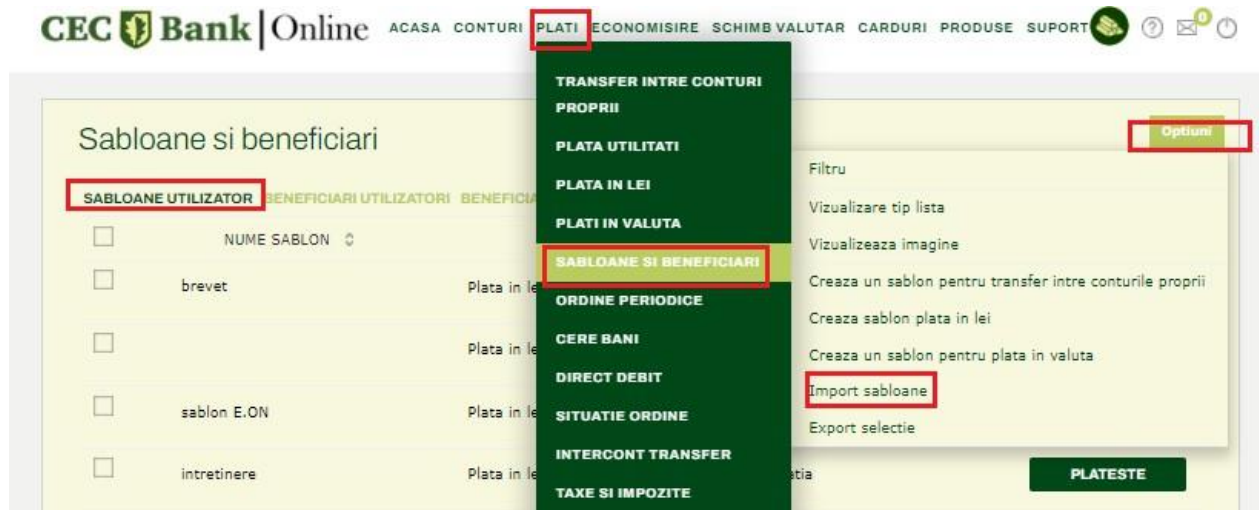 CEC Bank | Online ACASA CONTURI PLATI ECONOMISIRE SCHIMB VALUTAR CARDURI PRODUSE SUPORT 0
TRANSFER INTRE CONTURI
PROPRII
PLATA UTILITATI
PLATA IN LEI
PLATI IN VALUTA
SABLOANE SI BENEFICIARI
ORDINE PERIODICE
CERE BANI
DIRECT DEBIT
SITUATIE ORDINE
INTERCONT TRANSFER
TAXE SI IMPOZITE
Sabloane si beneficiari
Optiuni
Filtru
Vizualizare tip lista
Vizualizeaza imagine
Creaza un sablon pentru transfer intre conturile proprii
Creaza sablon plata in lei
Creaza un sablon pentru plata in valuta
Import sabloane
Export selectie
SABLOANE UTILIZATOR BENEFICIARI UTILIZATORI
NUME SABLON
brevet Plata in
Plata in
sablon E.ON Plata in
intretinere Plata in PLATESTE